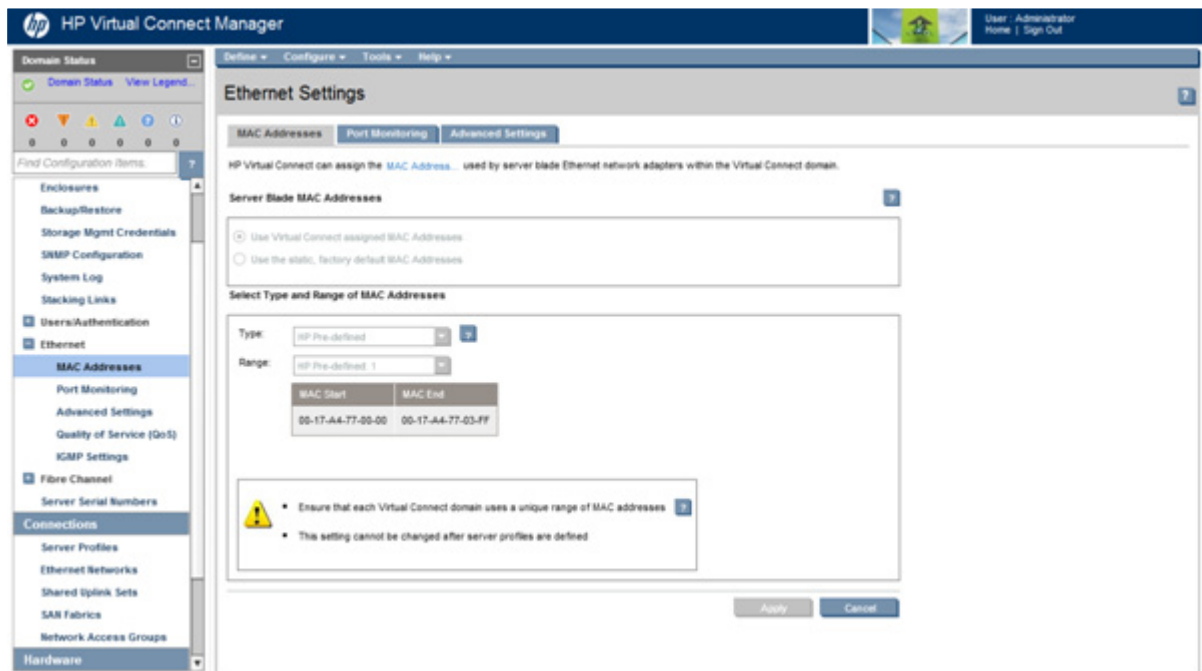 hp HP Virtual Connect Manager
User : Administrator
Home | Sign Out
Domain Status
Domain Status View Legend...
0 0 0 0 0 0
Find Configuration Items.
Enclosures
Backup/Restore
Storage Mgmt Credentials
SNMP Configuration
System Log
Stacking Links
Users/Authentication
Ethernet
MAC Addresses
Port Monitoring
Advanced Settings
Quality of Service (QoS)
IGMP Settings
Fibre Channel
Server Serial Numbers
Connections
Server Profiles
Ethernet Networks
Shared Uplink Sets
SAN Fabrics
Network Access Groups
Hardware
Define Configure Tools Help
Ethernet Settings ?
MAC Addresses Port Monitoring Advanced Settings
HP Virtual Connect can assign the MAC Address... used by server blade Ethernet network adapters within the Virtual Connect domain.
Server Blade MAC Addresses ?
Use Virtual Connect assigned MAC Addresses
Use the static, factory default MAC Addresses
Select Type and Range of MAC Addresses
Type: HP Pre-defined ?
Range: HP Pre-defined 1
MAC Start MAC End
00-17-A4-77-00-00 00-17-A4-77-03-FF
Ensure that each Virtual Connect domain uses a unique range of MAC addresses ?
This setting cannot be changed after server profiles are defined
Apply Cancel